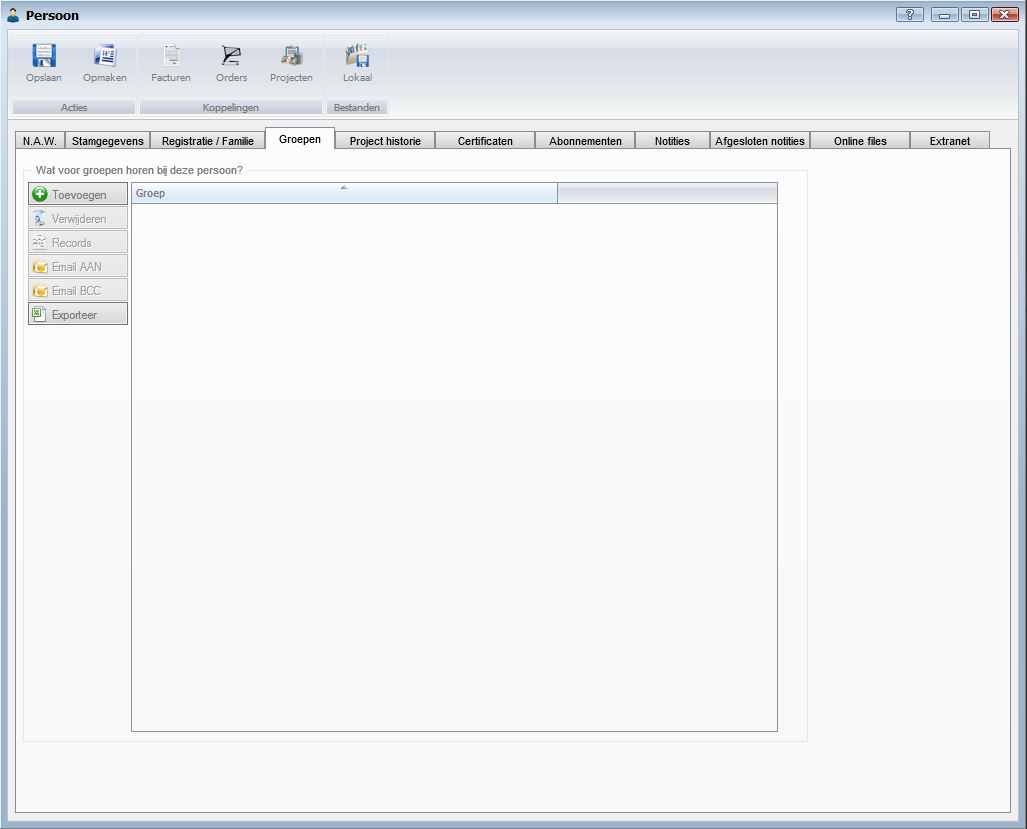 Persoon
?
Opslaan Opmaken Facturen Orders Projecten Lokaal
Acties Koppelingen Bestanden
N.A.W. Stamgegevens Registratie / Familie Groepen Project historie Certificaten Abonnementen Notities Afgesloten notities Online files Extranet
Wat voor groepen horen bij deze persoon?
Toevoegen Groep
Verwijderen
Records
Email AAN
Email BCC
Exporteer